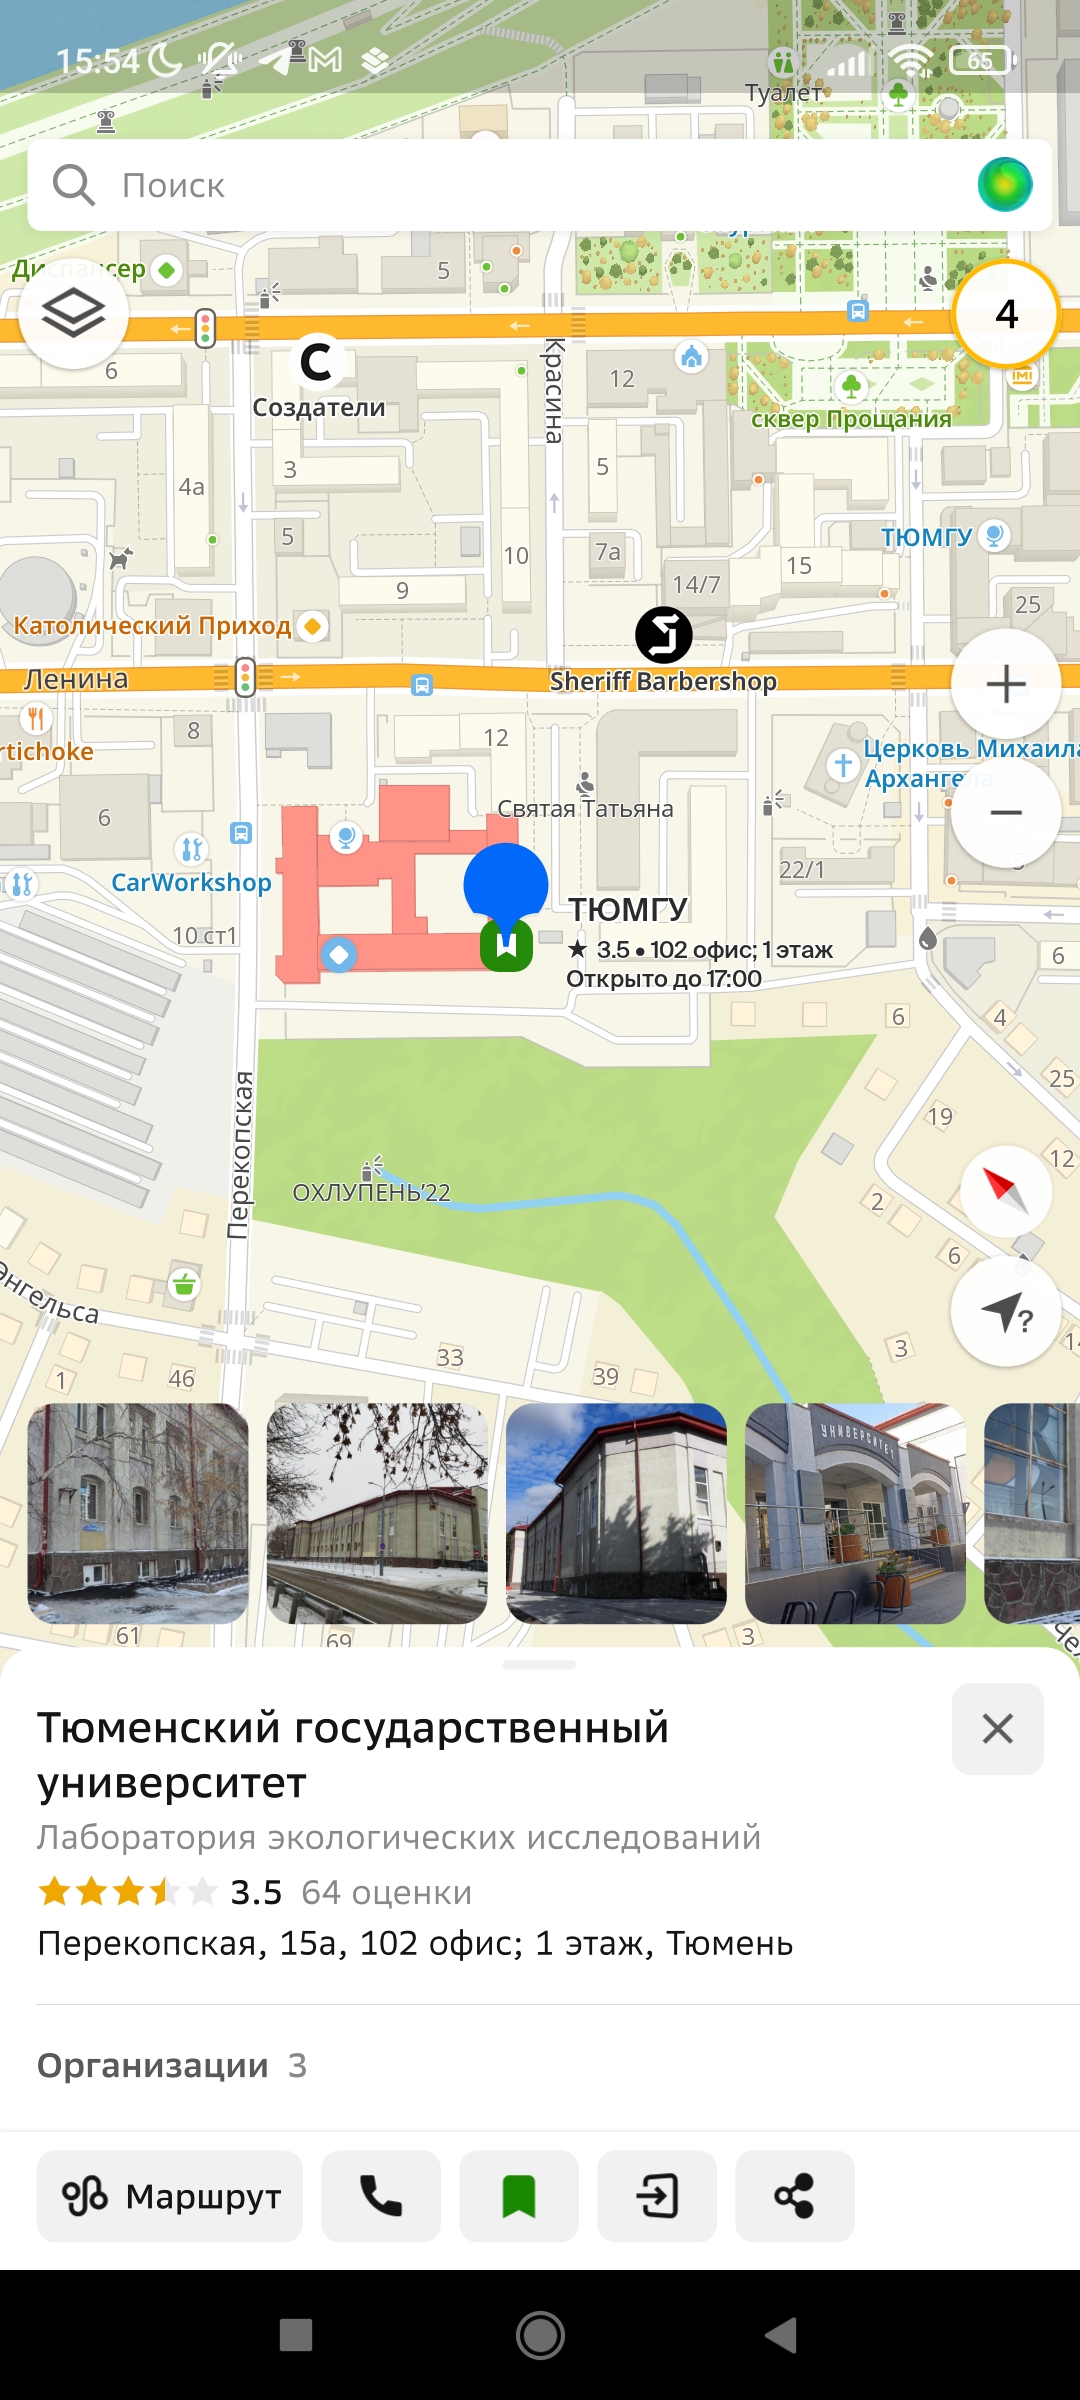 15:54
65
Туалет
Поиск
5
4
6
Создатели
Красина
12
сквер Прощания
3
5
4а
5
10
7а
15
ТЮМГУ
9
14/7
25
Католический Приход
Ленина
Sheriff Barbershop
8
12
rtichoke
Церковь Михаила
Архангела
Святая Татьяна
6
CarWorkshop
22/1
5
ТЮМГУ
10 ст1
3.5 • 102 офис; 1 этаж
Открыто до 17:00
6
6
4
25
Перекопская
19
12
ОХЛУПЕНЬ'22
2
6
Энгельса
?
33
3
1
46
39
УНИВЕРСИТЕТ
61
69
3
Тюменский государственный
университет
Лаборатория экологических исследований
3.5 64 оценки
Перекопская, 15а, 102 офис; 1 этаж, Тюмень
Организации 3
Маршрут